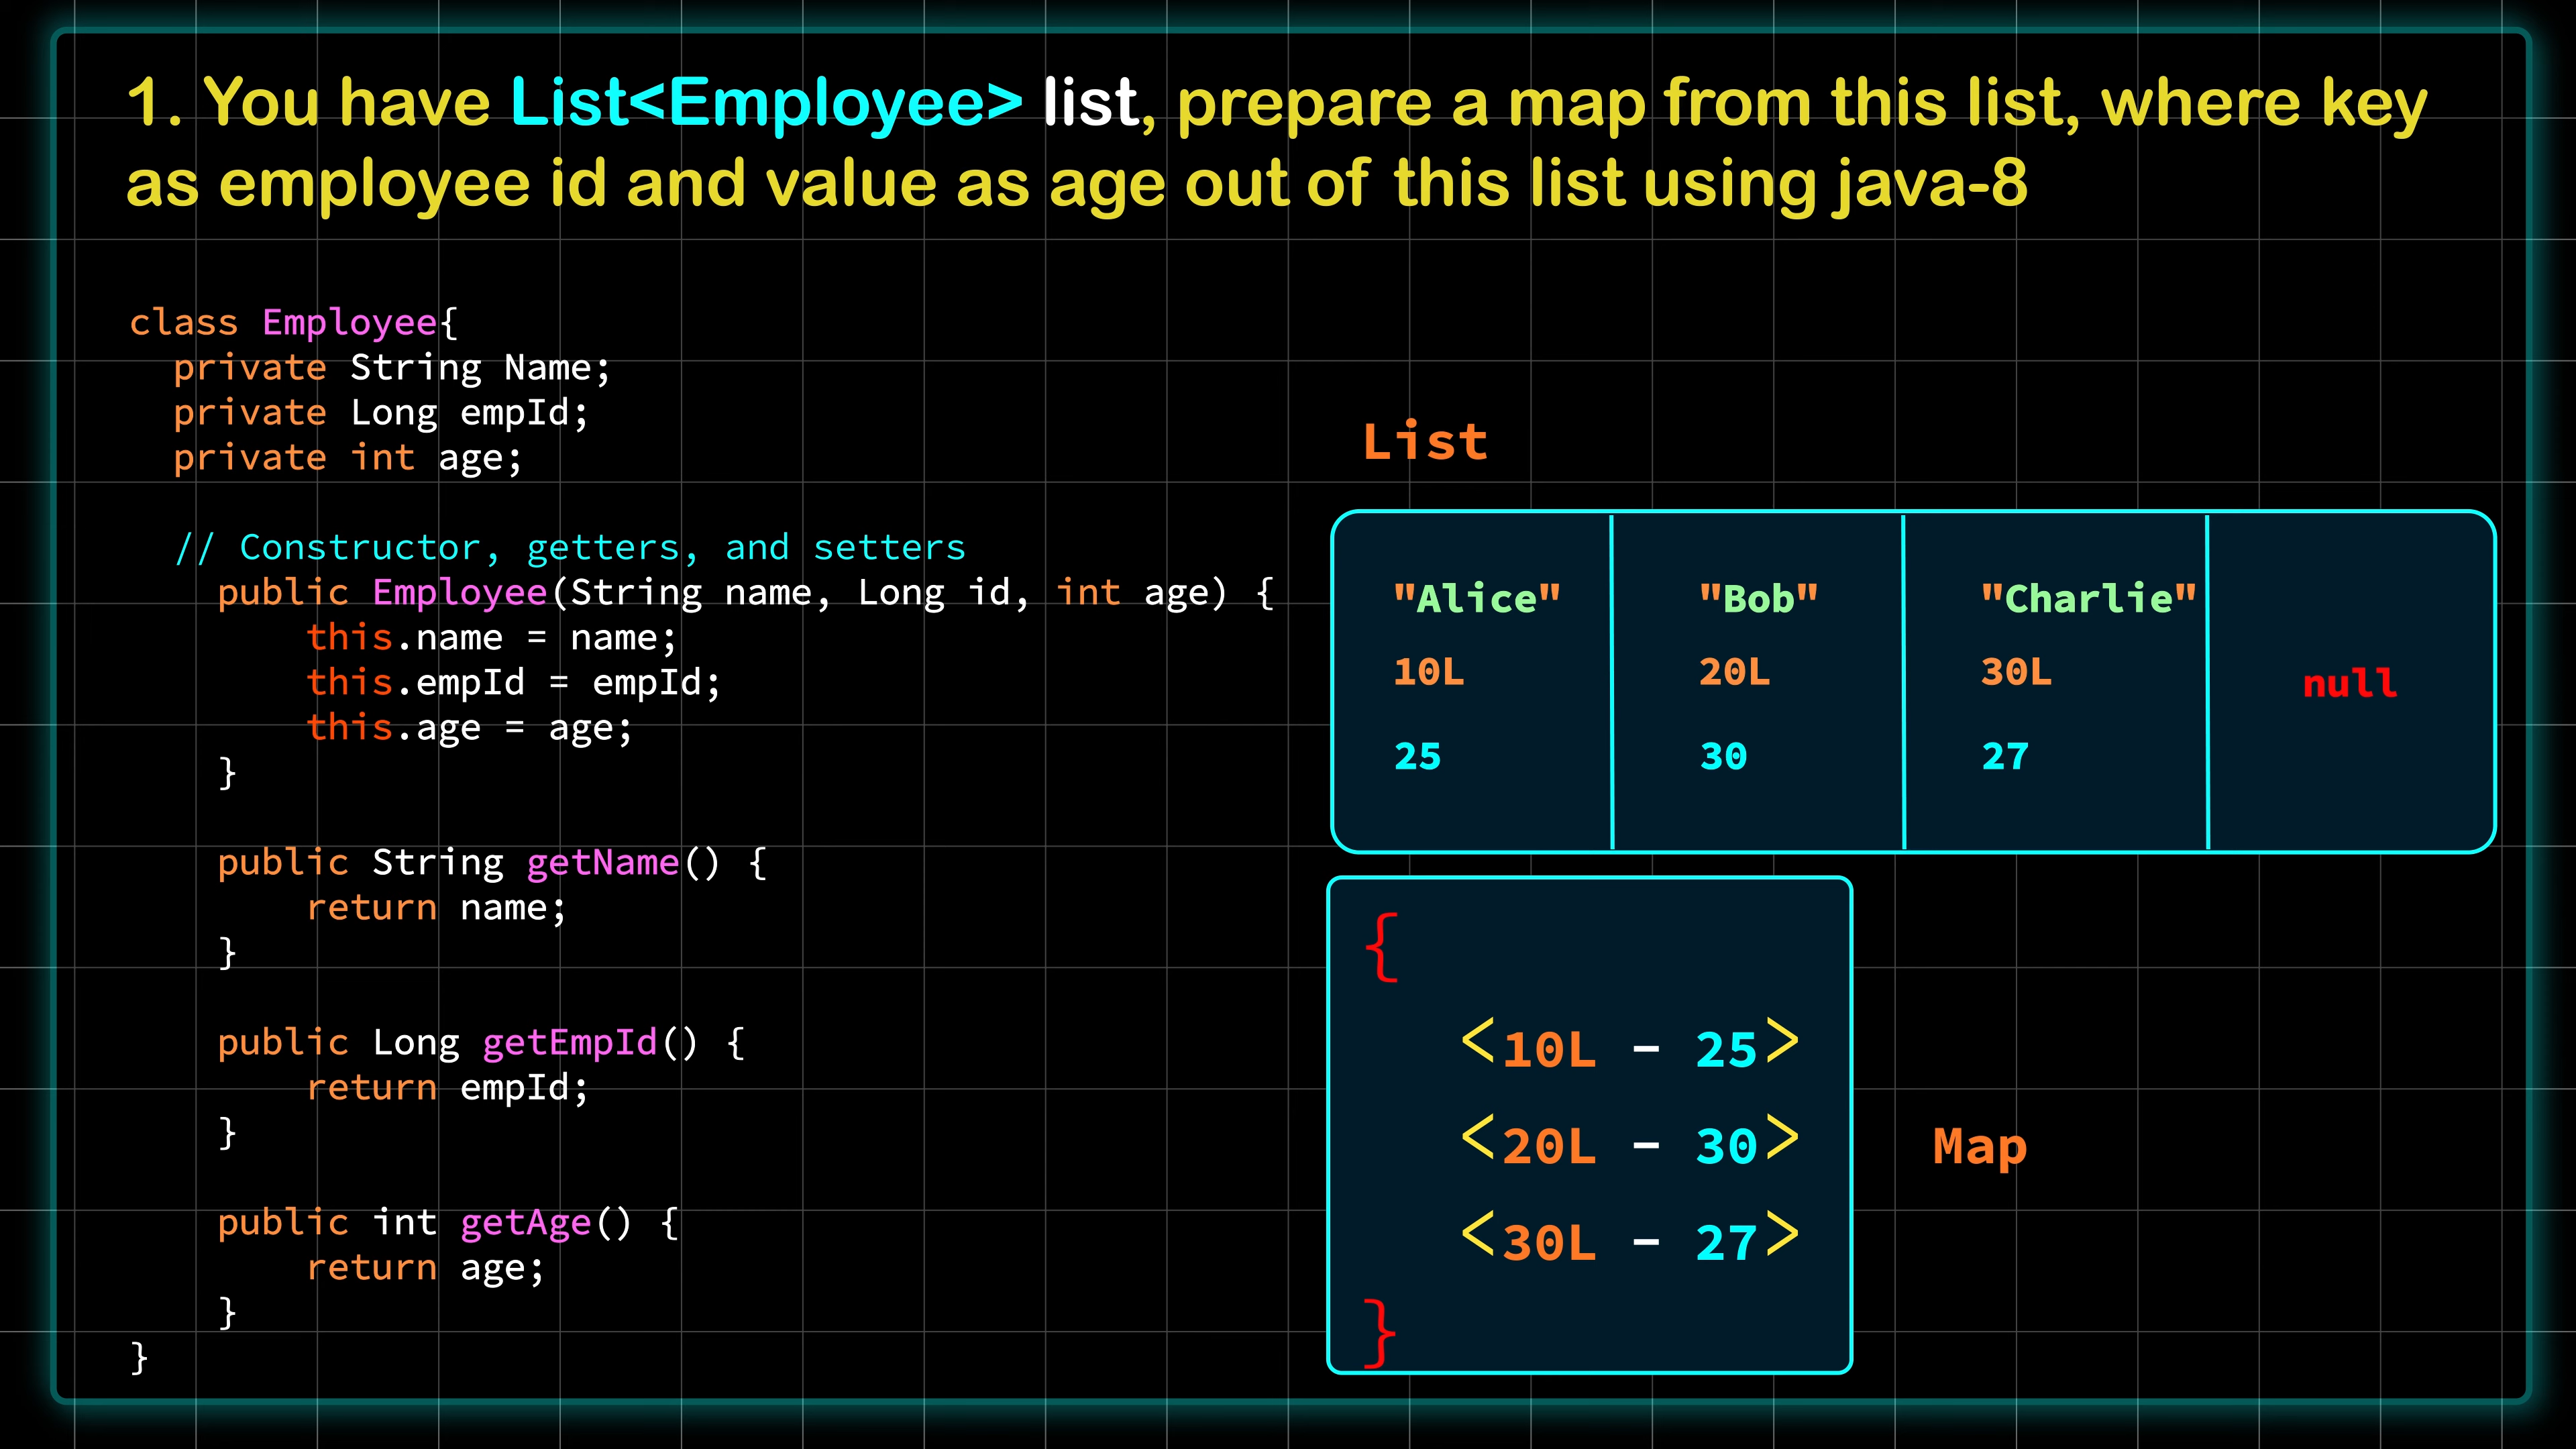 1. You have List<Employee> list, prepare a map from this list, where key
as employee id and value as age out of this list using java-8
class Employee{
private String Name;
private Long empId;
private int age;
// Constructor, getters, and setters
public Employee(String name, Long id, int age) {
this.name = name;
this.empId = empId;
this.age = age;
}
public String getName() {
return name;
}
public Long getEmpId() {
return empId;
}
public int getAge() {
return age;
}
}
List
"Alice" "Bob" "Charlie"
10L 20L 30L null
25 30 27
{
<10L - 25>
<20L - 30>
<30L - 27>
}
Map